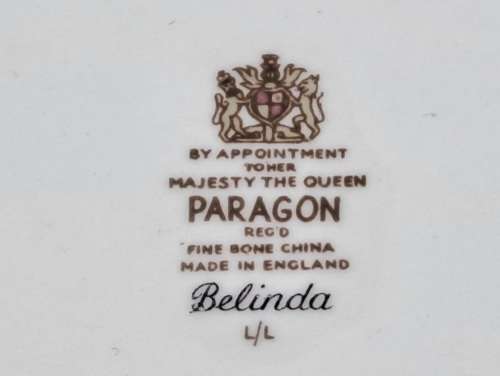 BY APPOINTMENT
TO HER
MAJESTY THE QUEEN
PARAGON
REG'D
FINE BONE CHINA
MADE IN ENGLAND
Belinda
L/L